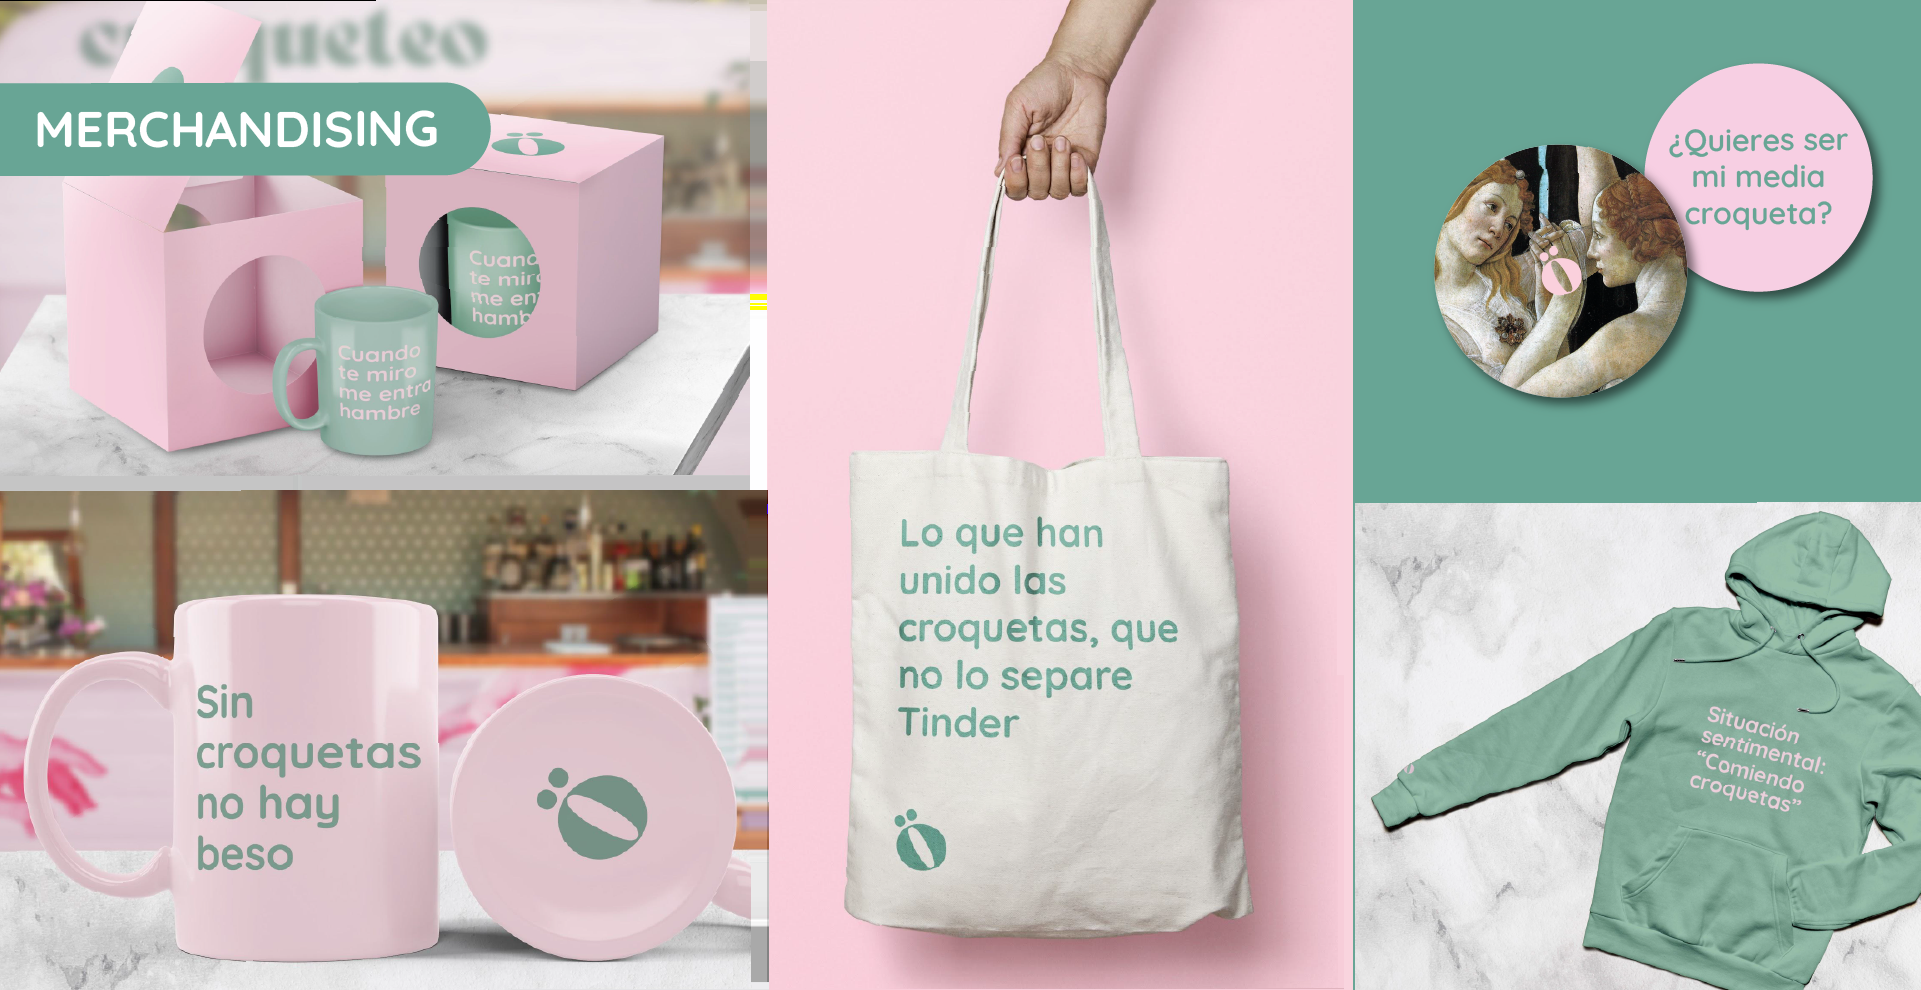 MERCHANDISING
Cuando
te miro
me entra
hambre
Sin
croquetas
no hay
beso
Lo que han
unido las
croquetas, que
no lo separe
Tinder
¿Quieres ser
mi media
croqueta?
Situación
sentimental:
“Comiendo
croquetas”